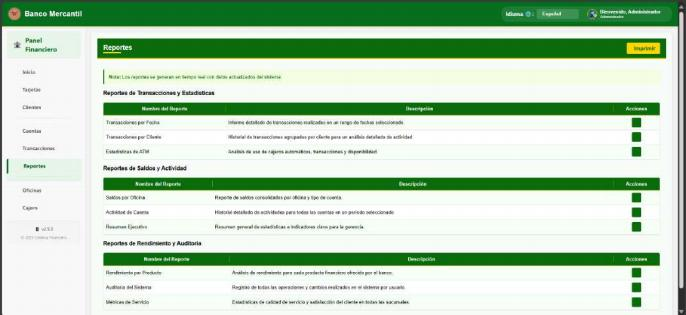 Banco Mercantil
Idioma
Español
Bienvenido, Administrador
Administrador
Panel
Financiero
Inicio
Tarjetas
Clientes
Cuentas
Transacciones
Reportes
Oficinas
Cajero
Reportes
Imprimir
Nota: Los reportes se generan en tiempo real con datos actualizados del sistema.
Reportes de Transacciones y Estadísticas
Nombre del Reporte Descripción Acciones
Transacciones por Fecha Informe detallado de transacciones realizadas en un rango de fechas seleccionado.
Transacciones por Cliente Historial de transacciones agrupadas por cliente para un análisis detallado de actividad.
Estadísticas de ATM Análisis de uso de cajeros automáticos, transacciones y disponibilidad.
Reportes de Saldos y Actividad
Nombre del Reporte Descripción Acciones
Saldos por Oficina Reporte de saldos consolidados por oficina y tipo de cuenta.
Actividad de Cuenta Historial detallado de actividades para todas las cuentas en un periodo seleccionado.
Resumen Ejecutivo Resumen general de estadísticas e indicadores clave para la gerencia.
Reportes de Rendimiento y Auditoría
Nombre del Reporte Descripción Acciones
Rendimiento por Producto Análisis de rendimiento para cada producto financiero ofrecido por el banco.
Auditoría del Sistema Registro de todas las operaciones y cambios realizados en el sistema por usuario.
Métricas de Servicio Estadísticas de calidad de servicio y satisfacción del cliente en todas las sucursales.